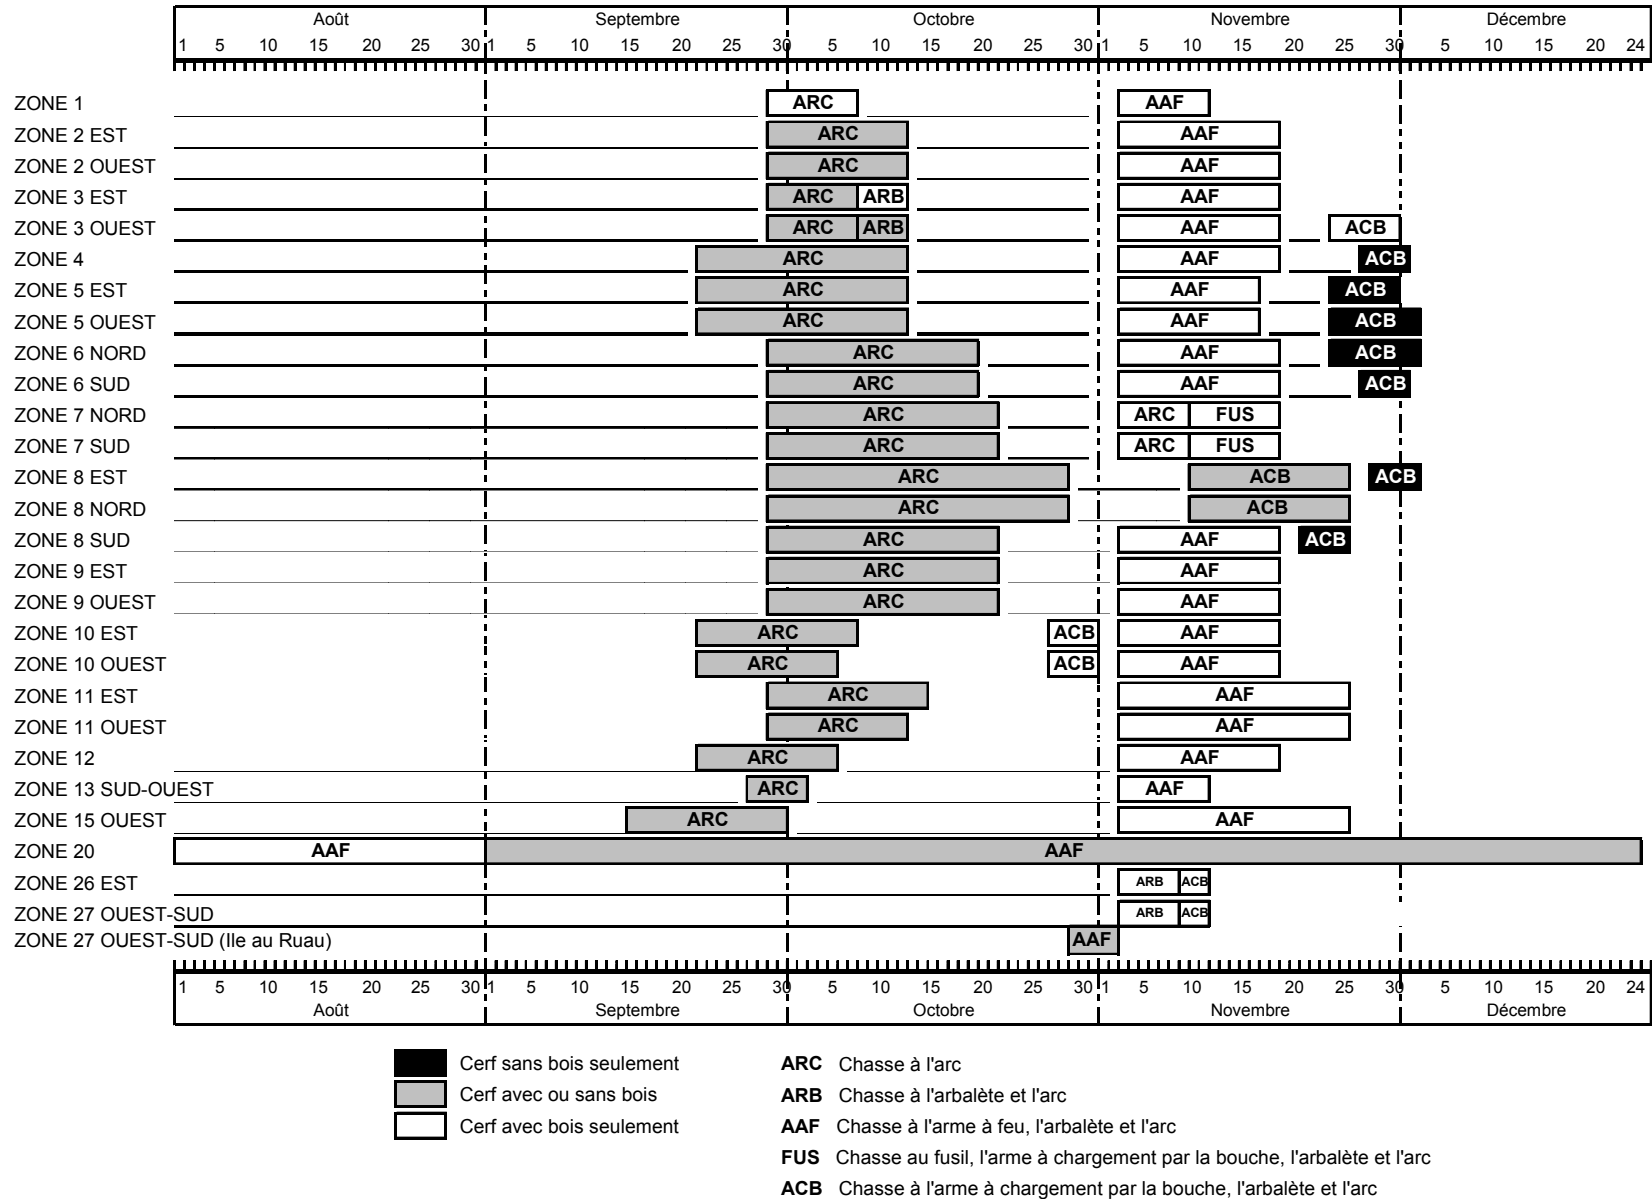 Août Septembre Octobre Novembre Décembre
1 5 10 15 20 25 30 1 5 10 15 20 25 30 5 10 15 20 25 30 1 5 10 15 20 25 30 5 10 15 20 24
ZONE 1 ARC AAF
ZONE 2 EST ARC AAF
ZONE 2 OUEST ARC AAF
ZONE 3 EST ARC ARB AAF
ZONE 3 OUEST ARC ARB AAF ACB
ZONE 4 ARC AAF ACB
ZONE 5 EST ARC AAF ACB
ZONE 5 OUEST ARC AAF ACB
ZONE 6 NORD ARC AAF ACB
ZONE 6 SUD ARC AAF ACB
ZONE 7 NORD ARC ARC FUS
ZONE 7 SUD ARC ARC FUS
ZONE 8 EST ARC ACB ACB
ZONE 8 NORD ARC ACB
ZONE 8 SUD ARC AAF ACB
ZONE 9 EST ARC AAF
ZONE 9 OUEST ARC AAF
ZONE 10 EST ARC ACB AAF
ZONE 10 OUEST ARC ACB AAF
ZONE 11 EST ARC AAF
ZONE 11 OUEST ARC AAF
ZONE 12 ARC AAF
ZONE 13 SUD-OUEST ARC AAF
ZONE 15 OUEST ARC AAF
ZONE 20 AAF AAF
ZONE 26 EST ARB ACB
ZONE 27 OUEST-SUD ARB ACB
ZONE 27 OUEST-SUD (Ile au Ruau) AAF
1 5 10 15 20 25 30 1 5 10 15 20 25 30 5 10 15 20 25 30 1 5 10 15 20 25 30 5 10 15 20 24
Août Septembre Octobre Novembre Décembre
Cerf sans bois seulement
Cerf avec ou sans bois
Cerf avec bois seulement
ARC Chasse à l'arc
ARB Chasse à l'arbalète et l'arc
AAF Chasse à l'arme à feu, l'arbalète et l'arc
FUS Chasse au fusil, l'arme à chargement par la bouche, l'arbalète et l'arc
ACB Chasse à l'arme à chargement par la bouche, l'arbalète et l'arc